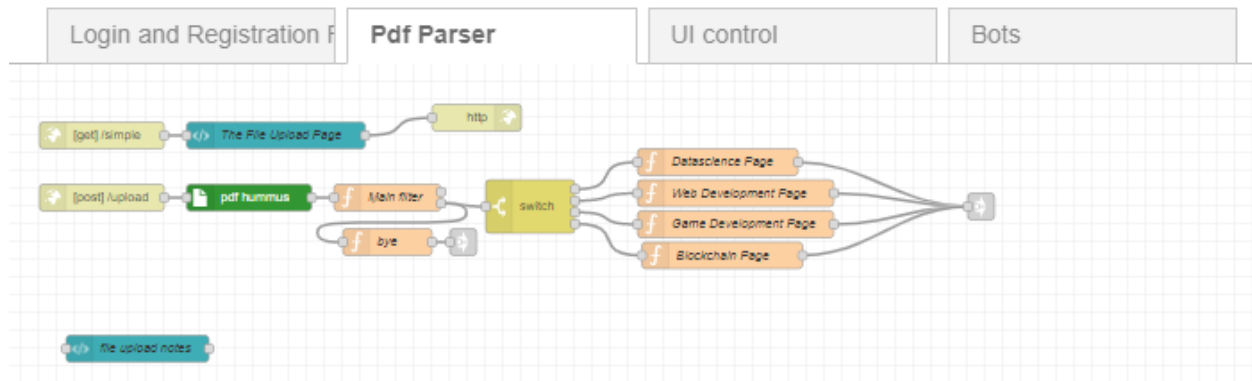 Login and Registration F
Pdf Parser
UI control
Bots
[get] /simple
The File Upload Page
http
[post] /upload
pdf hummus
Main filter
switch
bye
Datascience Page
Web Development Page
Game Development Page
Blockchain Page
file upload notes